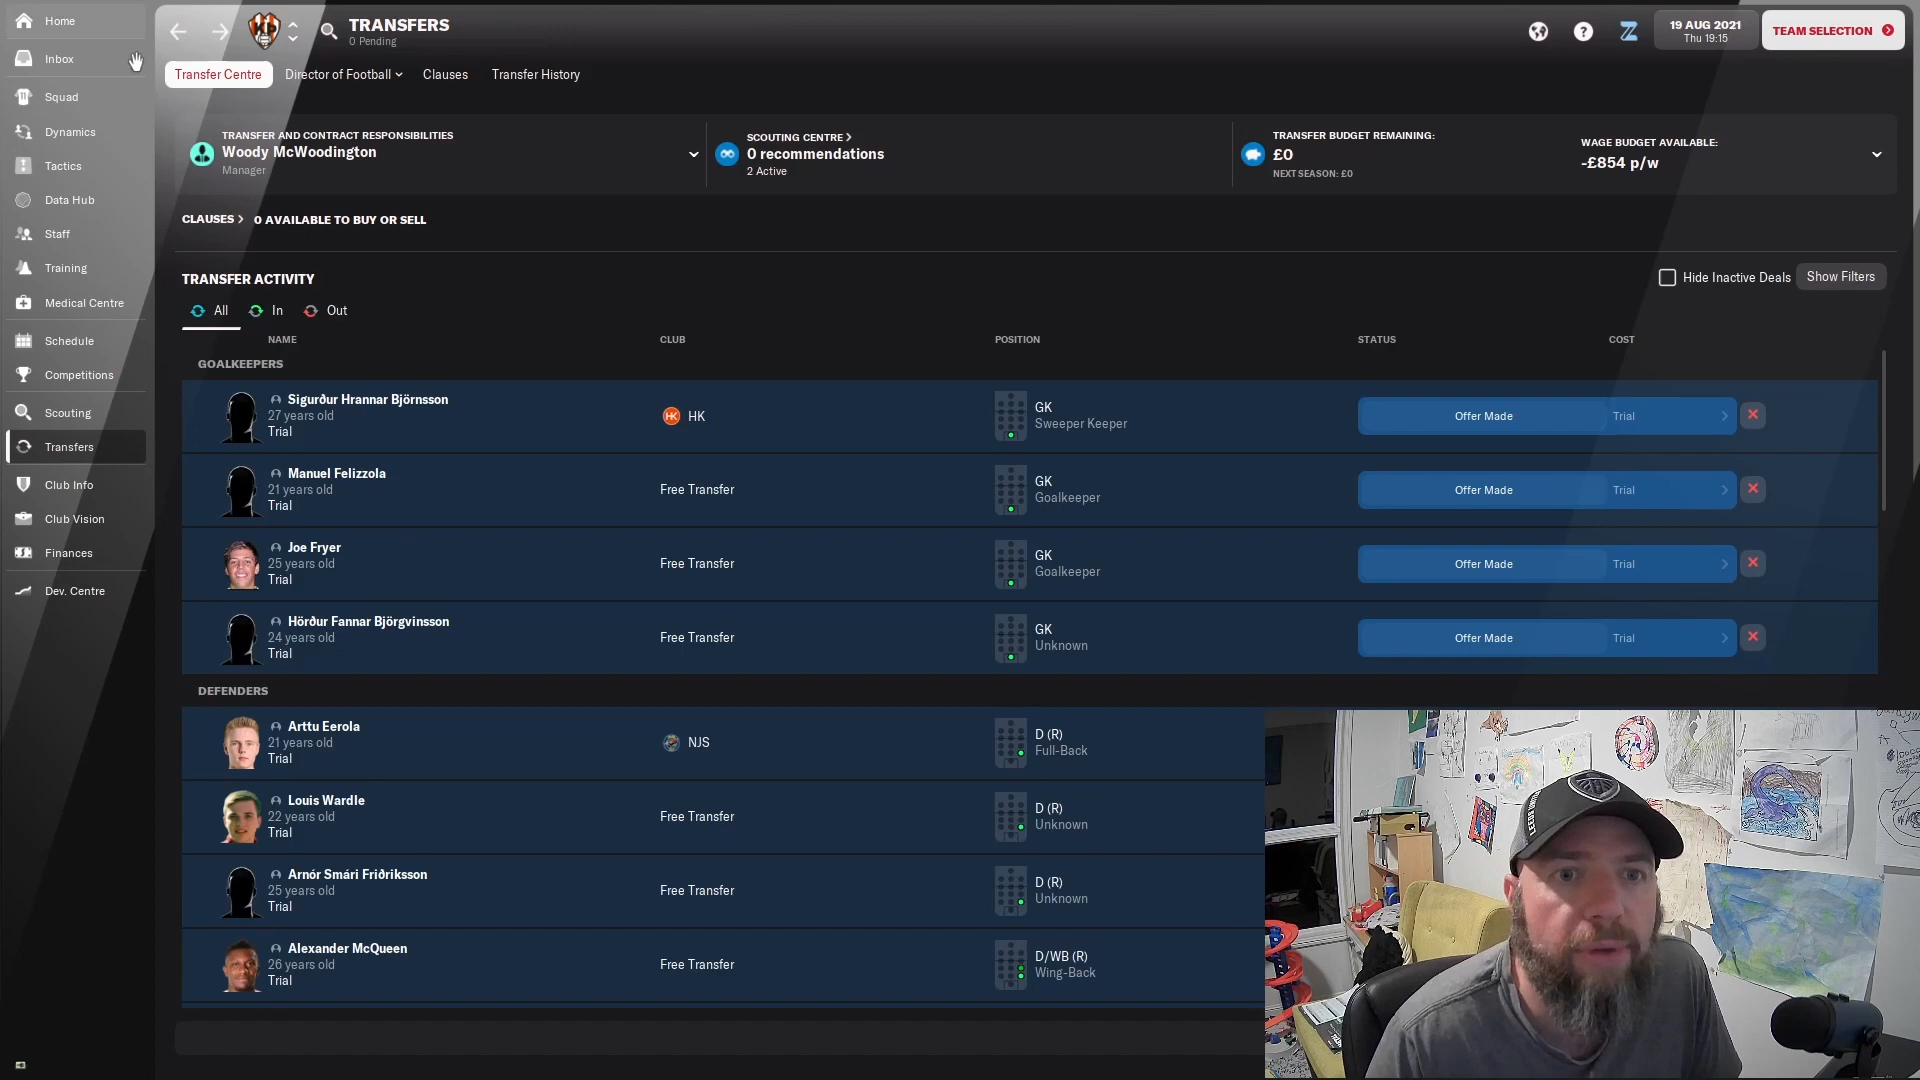 Home
TRANSFERS
0 Pending
19 AUG 2021
Thu 19:15
TEAM SELECTION
Inbox
Squad
Dynamics
Tactics
Data Hub
Staff
Training
Medical Centre
Schedule
Competitions
Scouting
Transfers
Club Info
Club Vision
Finances
Dev. Centre
Transfer Centre
Director of Football
Clauses
Transfer History
TRANSFER AND CONTRACT RESPONSIBILITIES
Woody McWoodington
Manager
SCOUTING CENTRE >
0 recommendations
2 Active
TRANSFER BUDGET REMAINING:
£0
NEXT SEASON: £0
WAGE BUDGET AVAILABLE:
-£854 p/w
CLAUSES > 0 AVAILABLE TO BUY OR SELL
TRANSFER ACTIVITY
Hide Inactive Deals
Show Filters
All In Out
NAME CLUB POSITION STATUS COST
GOALKEEPERS
Sigurður Hrannar Björnsson
27 years old
Trial
HK
GK
Sweeper Keeper
Offer Made Trial
Manuel Felizzola
21 years old
Trial
Free Transfer
GK
Goalkeeper
Offer Made Trial
Joe Fryer
25 years old
Trial
Free Transfer
GK
Goalkeeper
Offer Made Trial
Hörður Fannar Björgvinsson
24 years old
Trial
Free Transfer
GK
Unknown
Offer Made Trial
DEFENDERS
Arttu Eerola
21 years old
Trial
NJS
D (R)
Full-Back
Louis Wardle
22 years old
Trial
Free Transfer
D (R)
Unknown
Arnór Smári Friðriksson
25 years old
Trial
Free Transfer
D (R)
Unknown
Alexander McQueen
26 years old
Trial
Free Transfer
D/WB (R)
Wing-Back